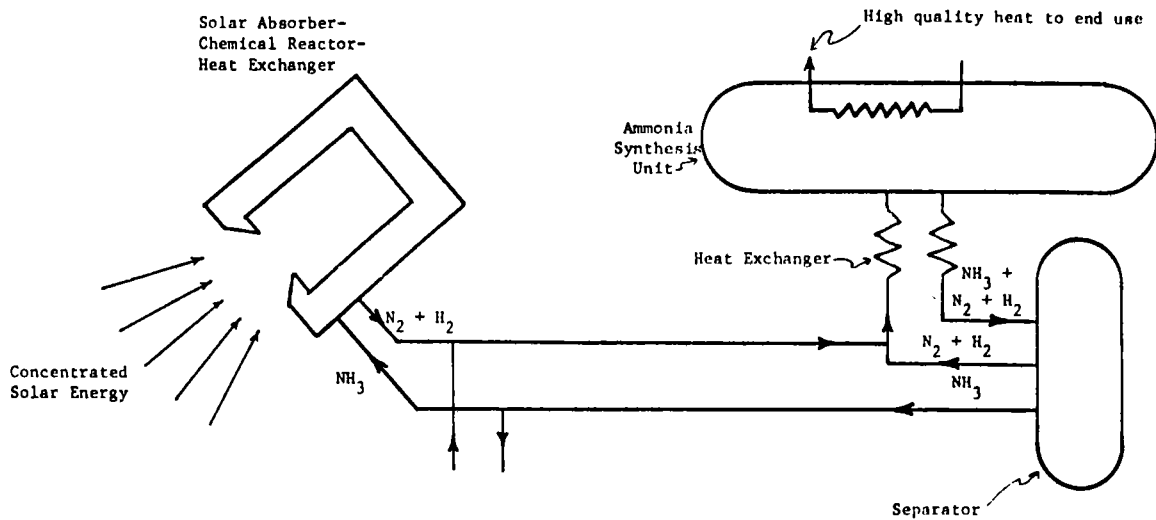 Solar Absorber-
Chemical Reactor-
Heat Exchanger
High quality heat to end use
Ammonia
Synthesis
Unit
Heat Exchanger
NH3 +
N2 + H2
N2 + H2
N2 + H2
NH3
NH3
Concentrated
Solar Energy
Separator